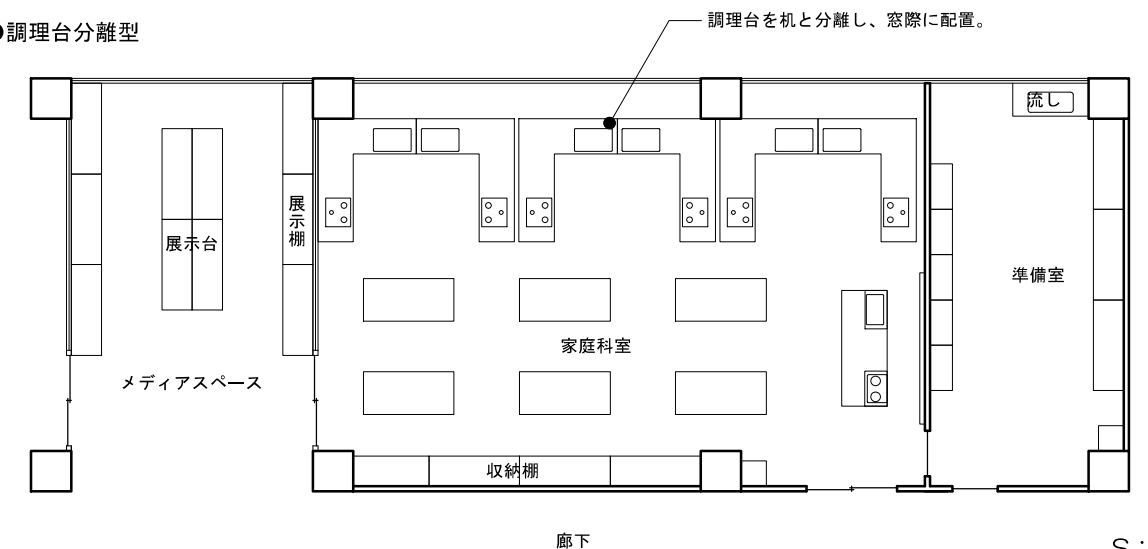 ●調理台分離型
調理台を机と分離し、窓際に配置。
流し
展示棚
展示台
準備室
家庭科室
メディアスペース
収納棚
廊下
S: